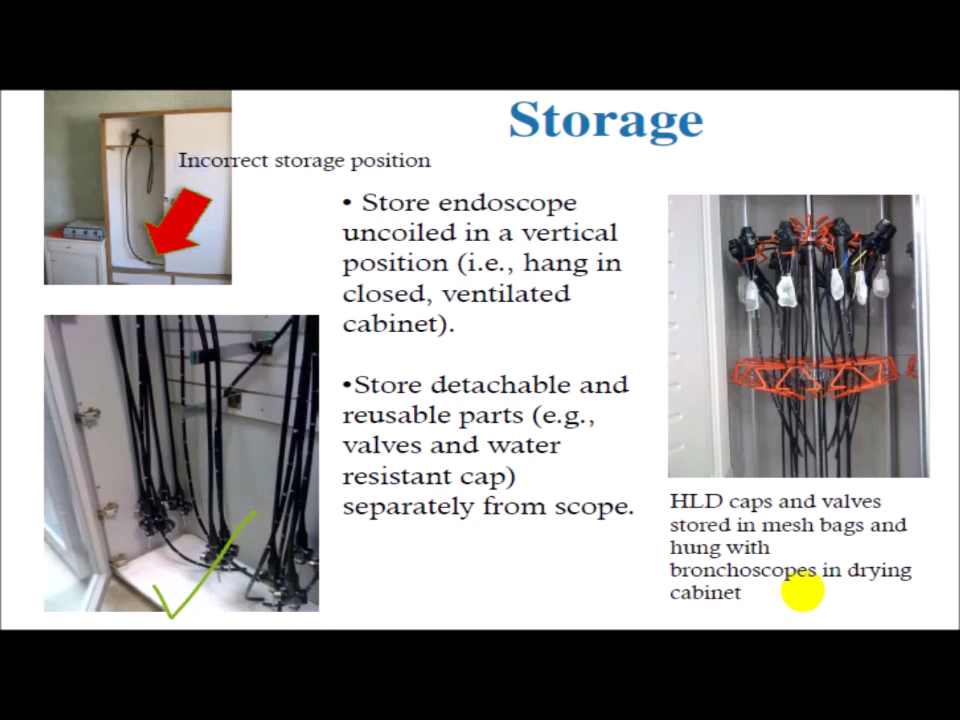 Storage
Incorrect storage position
• Store endoscope
uncoiled in a vertical
position (i.e., hang in
closed, ventilated
cabinet).
•Store detachable and
reusable parts (e.g.,
valves and water
resistant cap)
separately from scope.
HLD caps and valves
stored in mesh bags and
hung with
bronchoscopes in drying
cabinet